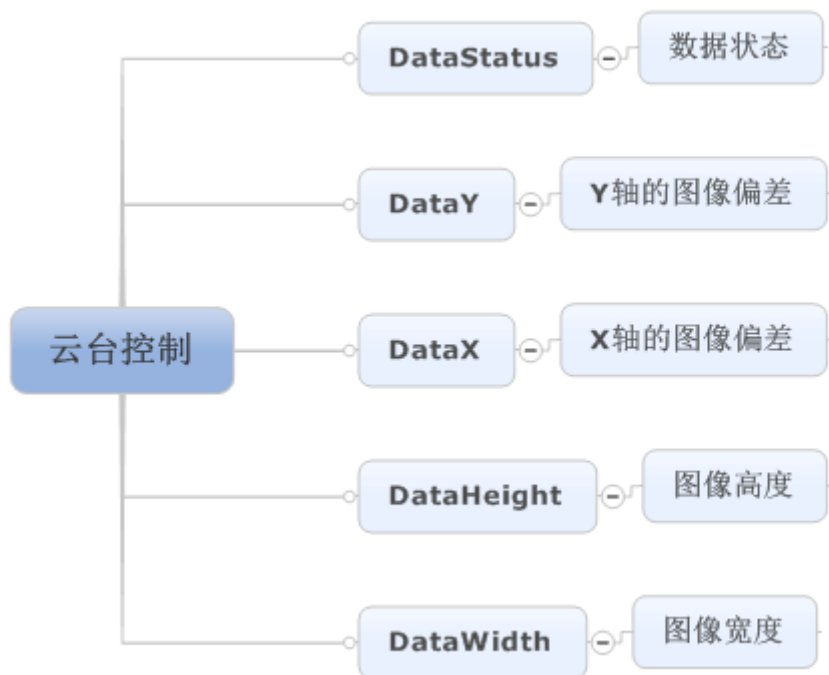 DataStatus
数据状态
DataY
Y轴的图像偏差
云台控制
DataX
X轴的图像偏差
DataHeight
图像高度
DataWidth
图像宽度